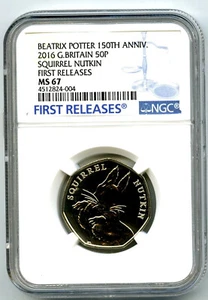 BEATRIX POTTER 150TH ANNIV.
2016 G.BRITAIN 50P
SQUIRREL NUTKIN
FIRST RELEASES
MS 67
4512824-004
FIRST RELEASES
NGC
SQUIRREL NUTKIN